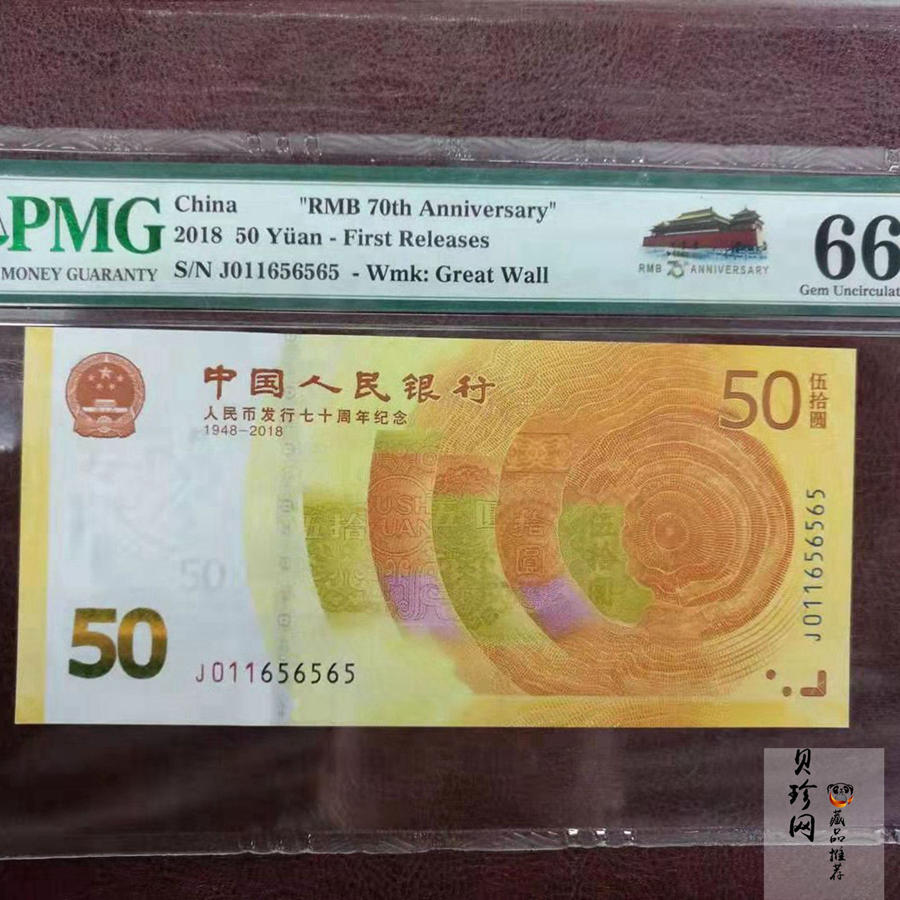 PMG
MONEY GUARANTY
China "RMB 70th Anniversary"
2018 50 Yüan - First Releases
S/N J011656565 - Wmk: Great Wall
RMB 70 ANNIVERSARY
66
Gem Uncirculat
中国人民银行
人民币发行七十周年纪念
1948-2018
50
伍拾圆
50
50
J011656565
J011656565
贝珍网
藏品推荐